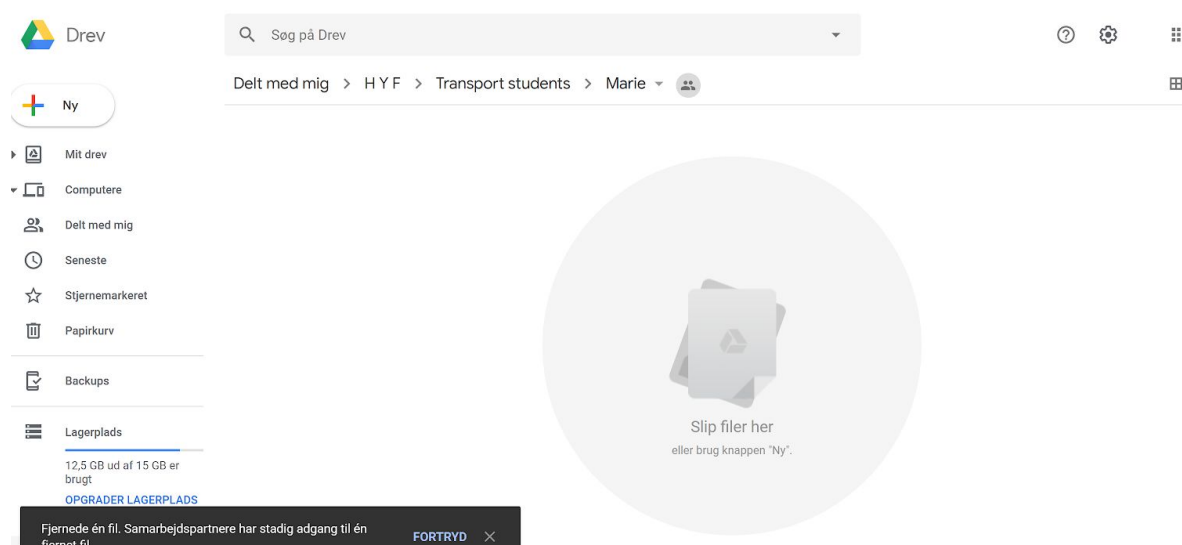 Drev
Søg på Drev
Delt med mig > H Y F > Transport students > Marie
Ny
Mit drev
Computere
Delt med mig
Seneste
Stjernemarkeret
Papirkurv
Backups
Lagerplads
12,5 GB ud af 15 GB er
brugt
OPGRADER LAGERPLADS
Slip filer her
eller brug knappen "Ny".
Fjernede én fil. Samarbejdspartnere har stadig adgang til én
fjernet fil.
FORTRYD